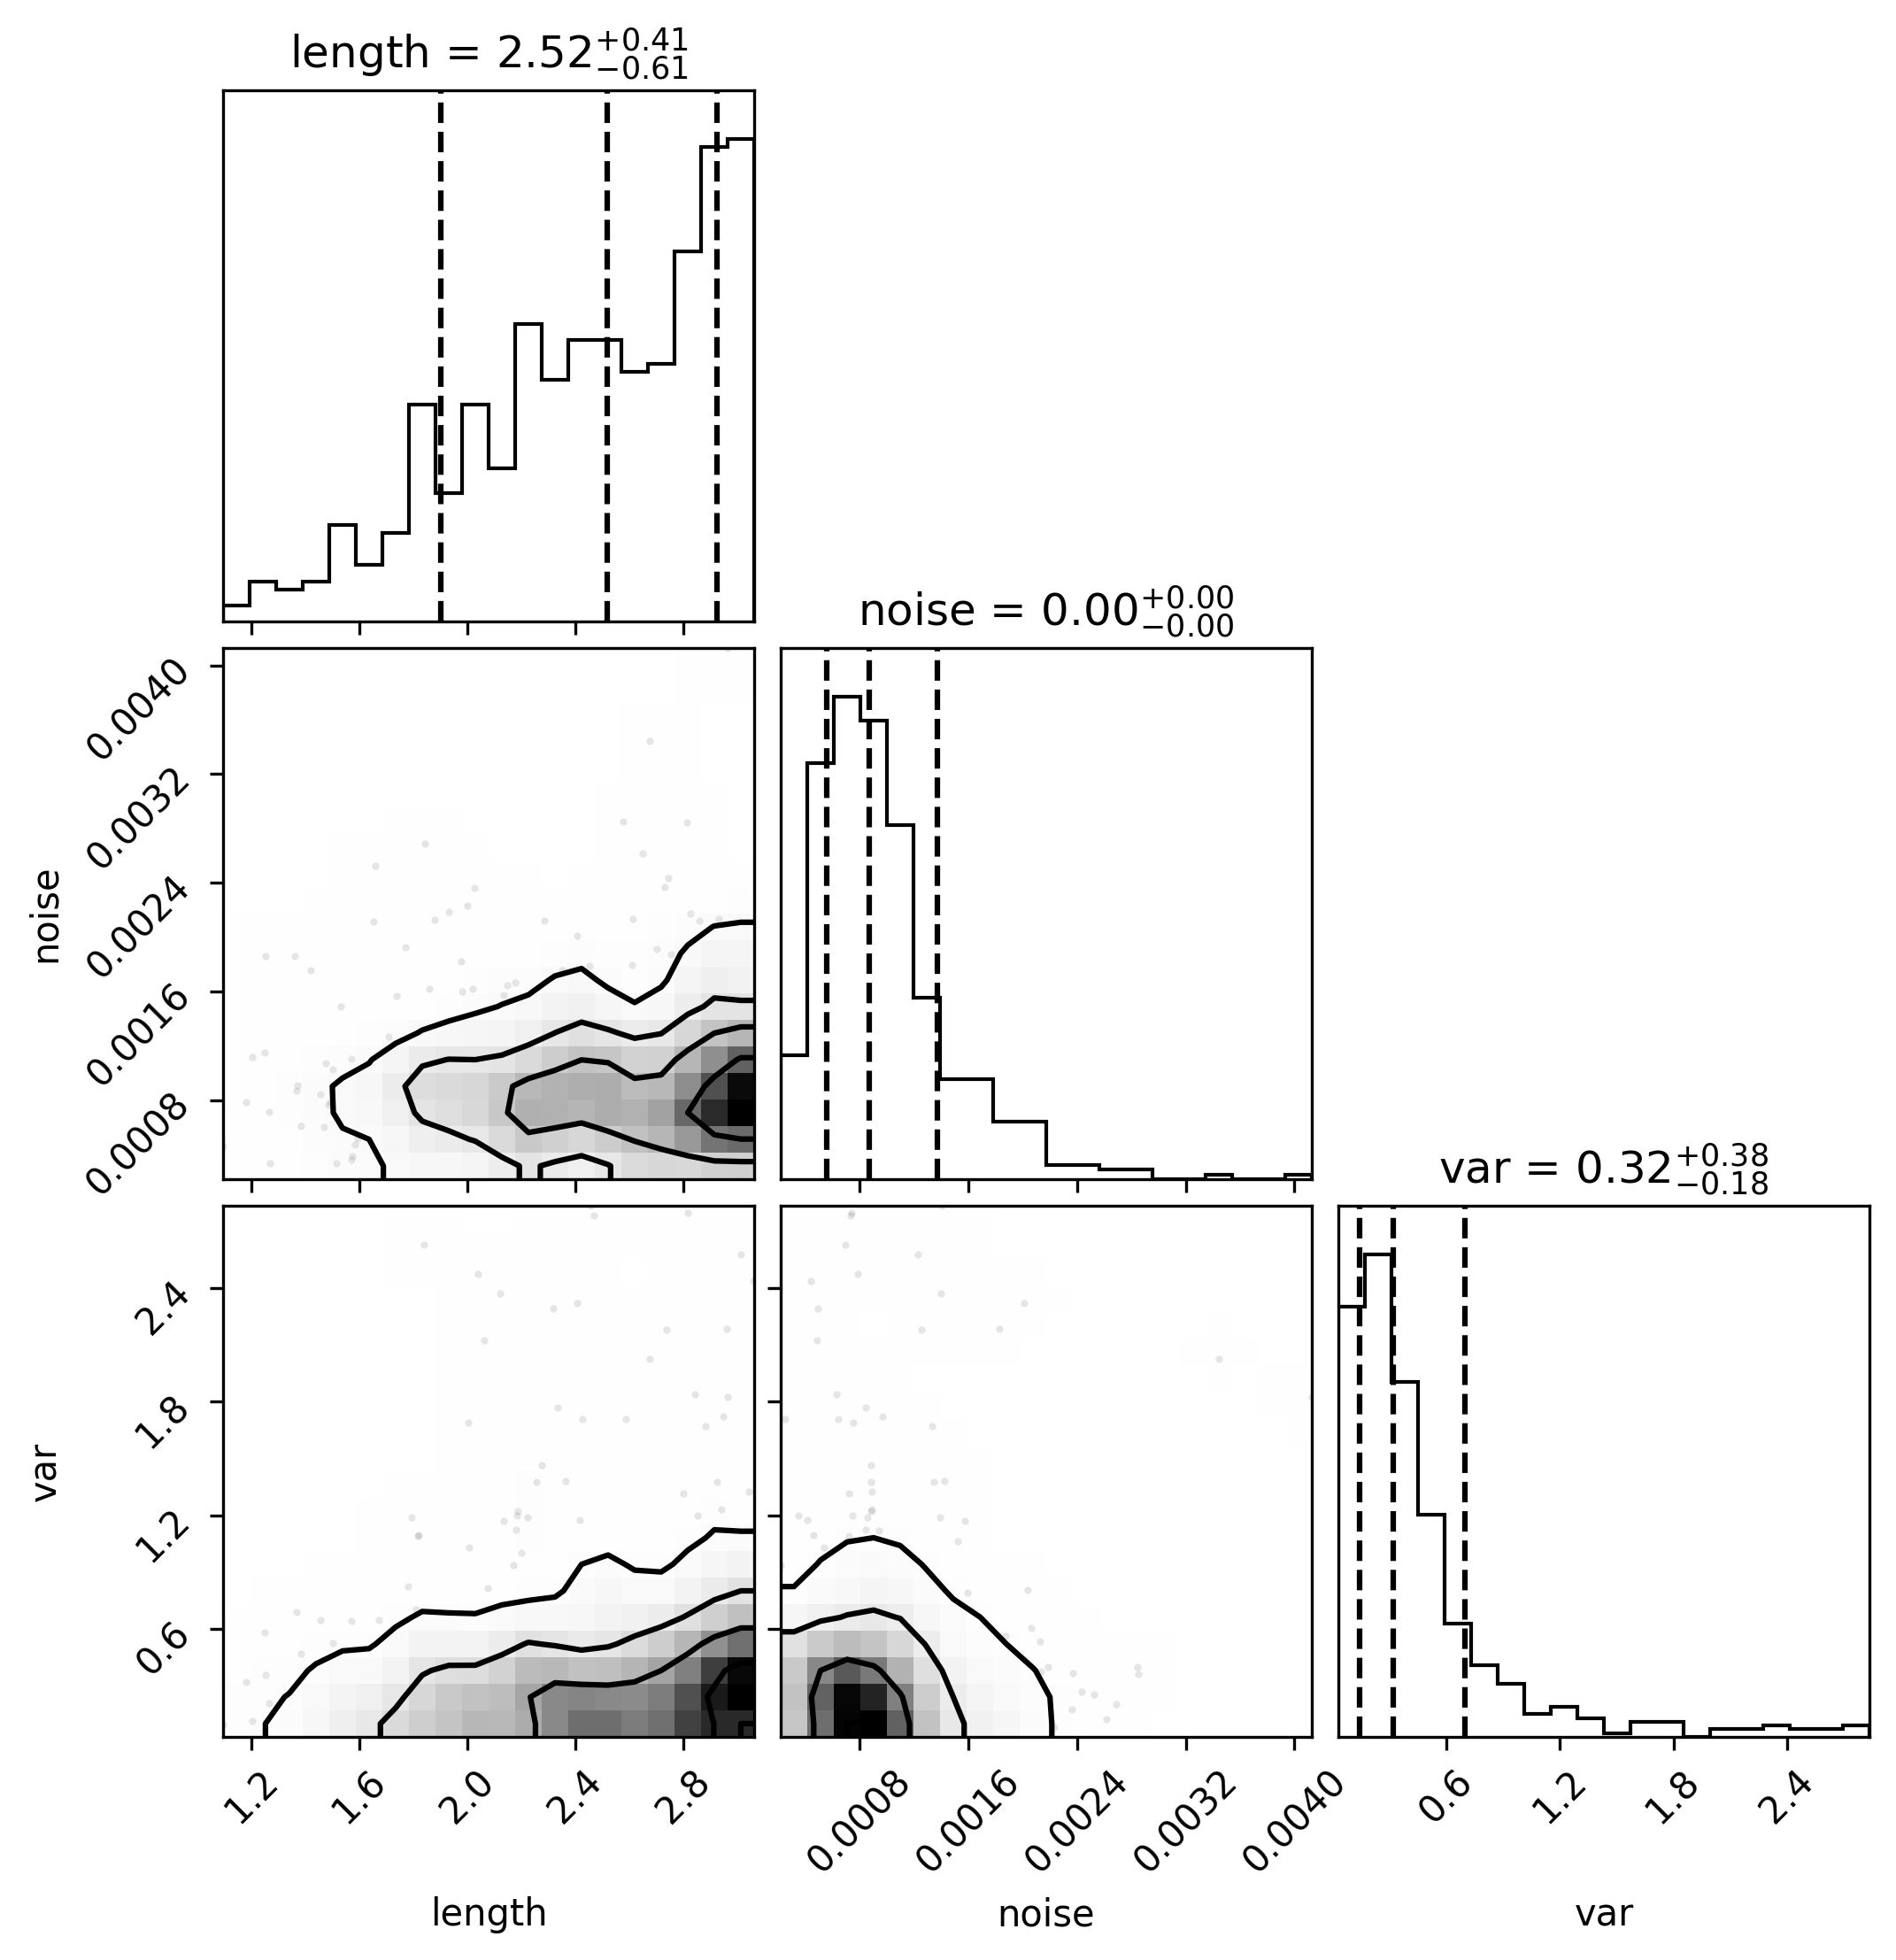 length = 2.52+0.41−0.61
noise = 0.00+0.00−0.00
0.0040
0.0032
0.0024
0.0016
0.0008
noise
var = 0.32+0.38−0.18
2.4
1.8
1.2
0.6
var
1.2 1.6 2.0 2.4 2.8
0.0008 0.0016 0.0024 0.0032 0.0040
0.6 1.2 1.8 2.4
length noise var